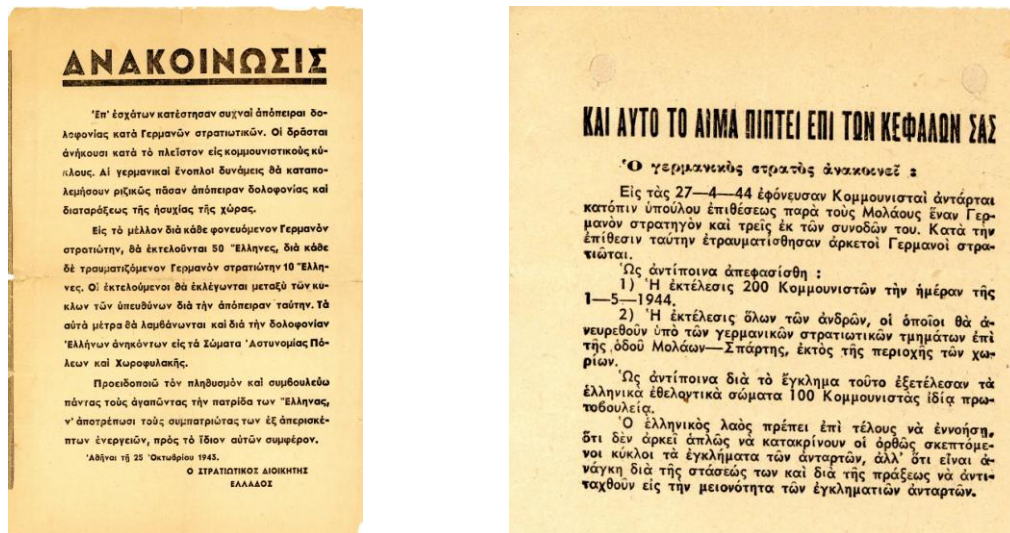 ΑΝΑΚΟΙΝΩΣΙΣ
Ἐπ' ἐσχάτων κατέστησαν συχναὶ ἀπόπειραι δο-
λοφονίας κατὰ Γερμανῶν στρατιωτικῶν. Οἱ δρᾶσται
ἀνήκουσι κατὰ τὸ πλεῖστον εἰς κομμουνιστικοὺς κύ-
κλους. Αἱ γερμανικαὶ ἔνοπλοι δυνάμεις θὰ καταπο-
λεμήσουν ριζικῶς πᾶσαν ἀπόπειραν δολοφονίας καὶ
διαταράξεως τῆς ἡσυχίας τῆς χώρας.
Εἰς τὸ μέλλον διὰ κάθε φονευόμενον Γερμανὸν
στρατιώτην, θὰ ἐκτελοῦνται 50 Ἕλληνες, διὰ κάθε
δὲ τραυματιζόμενον Γερμανὸν στρατιώτην 10 Ἕλλη-
νες. Οἱ ἐκτελούμενοι θὰ ἐκλέγωνται μεταξὺ τῶν κύ-
κλων τῶν ὑπευθύνων διὰ τὴν ἀπόπειραν ταύτην. Τὰ
αὐτὰ μέτρα θὰ λαμβάνωνται καὶ διὰ τὴν δολοφονίαν
Ἑλλήνων ἀνηκόντων εἰς τὰ Σώματα Ἀστυνομίας Πό-
λεων καὶ Χωροφυλακῆς.
Προειδοποιῶ τὸν πληθυσμὸν καὶ συμβουλεύω
πάντας τοὺς ἀγαπῶντας τὴν πατρίδα των Ἕλληνας,
ν' ἀποτρέπσι τοὺς συμπατριώτας των ἐξ ἀπερισκέ-
πτων ἐνεργειῶν, πρὸς τὸ ἴδιον αὐτῶν συμφέρον.
Ἀθῆναι τῇ 25 Ὀκτωβρίου 1943.
Ο ΣΤΡΑΤΙΩΤΙΚΟΣ ΔΙΟΙΚΗΤΗΣ
ΕΛΛΑΔΟΣ
ΚΑΙ ΑΥΤΟ ΤΟ ΑΙΜΑ ΠΙΠΤΕΙ ΕΠΙ ΤΩΝ ΚΕΦΑΛΩΝ ΣΑΣ
Ὁ γερμανικὸς στρατὸς ἀνακοινεῖ :
Εἰς τὰς 27—4—44 ἐφόνευσαν Κομμουνισταὶ ἀντάρται
κατόπιν ὑπούλου ἐπιθέσεως παρὰ τοὺς Μολάους ἕναν Γερ-
μανὸν στρατηγὸν καὶ τρεῖς ἐκ τῶν συνοδῶν του. Κατὰ τὴν
ἐπίθεσιν ταύτην ἐτραυματίσθησαν ἀρκετοὶ Γερμανοὶ στρα-
τιῶται.
Ὡς ἀντίποινα ἀπεφασίσθη :
1) Ἡ ἐκτέλεσις 200 Κομμουνιστῶν τὴν ἡμέραν τῆς
1—5—1944.
2) Ἡ ἐκτέλεσις ὅλων τῶν ἀνδρῶν, οἱ ὁποῖοι θὰ ἀ-
νευρεθοῦν ὑπὸ τῶν γερμανικῶν στρατιωτικῶν τμημάτων ἐπὶ
τῆς ὁδοῦ Μολάων—Σπάρτης, ἐκτὸς τῆς περιοχῆς τῶν χω-
ρίων.
Ὡς ἀντίποινα διὰ τὸ ἔγκλημα τοῦτο ἐξετέλεσαν τὰ
ἑλληνικὰ ἐθελοντικὰ σώματα 100 Κομμουνιστὰς ἰδίᾳ πρω-
τοβουλείᾳ.
Ὁ ἑλληνικὸς λαὸς πρέπει ἐπὶ τέλους νὰ ἐννοήσῃ,
ὅτι δὲν ἀρκεῖ ἁπλῶς νὰ κατακρίνουν οἱ ὀρθῶς σκεπτόμε-
νοι κύκλοι τὰ ἐγκλήματα τῶν ἀνταρτῶν, ἀλλ' ὅτι εἶναι ἀ-
νάγκη διὰ τῆς στάσεώς των καὶ διὰ τῆς πράξεως νὰ ἀντι-
ταχθοῦν εἰς τὴν μειονότητα τῶν ἐγκληματιῶν ἀνταρτῶν.